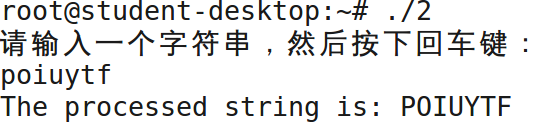 root@student-desktop:~# ./2
请输入一个字符串，然后按下回车键：
poiuytf
The processed string is: POIUYTF